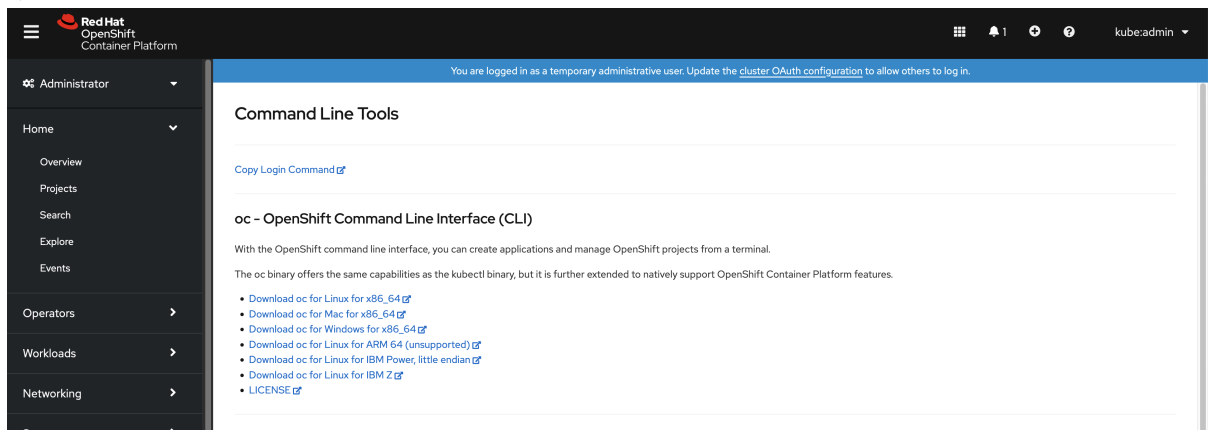 Red Hat
OpenShift
Container Platform
1
kube:admin
Administrator
You are logged in as a temporary administrative user. Update the cluster OAuth configuration to allow others to log in.
Home
Overview
Projects
Search
Explore
Events
Operators
Workloads
Networking
Command Line Tools
Copy Login Command
oc - OpenShift Command Line Interface (CLI)
With the OpenShift command line interface, you can create applications and manage OpenShift projects from a terminal.
The oc binary offers the same capabilities as the kubectl binary, but it is further extended to natively support OpenShift Container Platform features.
• Download oc for Linux for x86_64
• Download oc for Mac for x86_64
• Download oc for Windows for x86_64
• Download oc for Linux for ARM 64 (unsupported)
• Download oc for Linux for IBM Power, little endian
• Download oc for Linux for IBM Z
• LICENSE